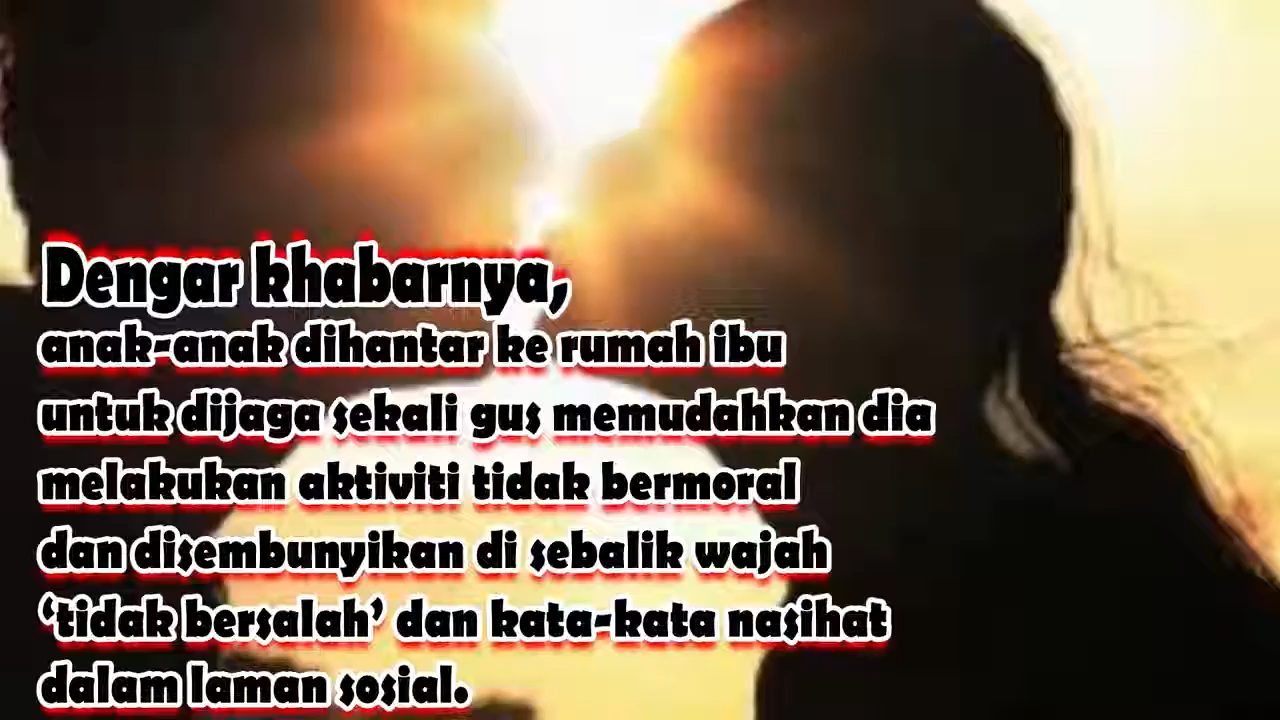 Dengar khabarnya,
anak-anak dihantar ke rumah ibu
untuk dijaga sekali gus memudahkan dia
melakukan aktiviti tidak bermoral
dan disembunyikan di sebalik wajah
‘tidak bersalah’ dan kata-kata nasihat
dalam laman sosial.